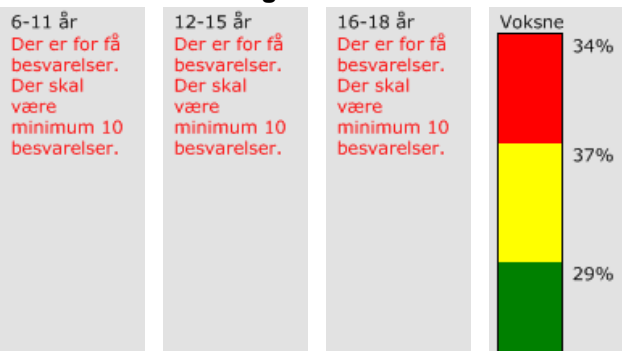 6-11 år
Der er for få
besvarelser.
Der skal
være
minimum 10
besvarelser.
12-15 år
Der er for få
besvarelser.
Der skal
være
minimum 10
besvarelser.
16-18 år
Der er for få
besvarelser.
Der skal
være
minimum 10
besvarelser.
Voksne
34%
37%
29%